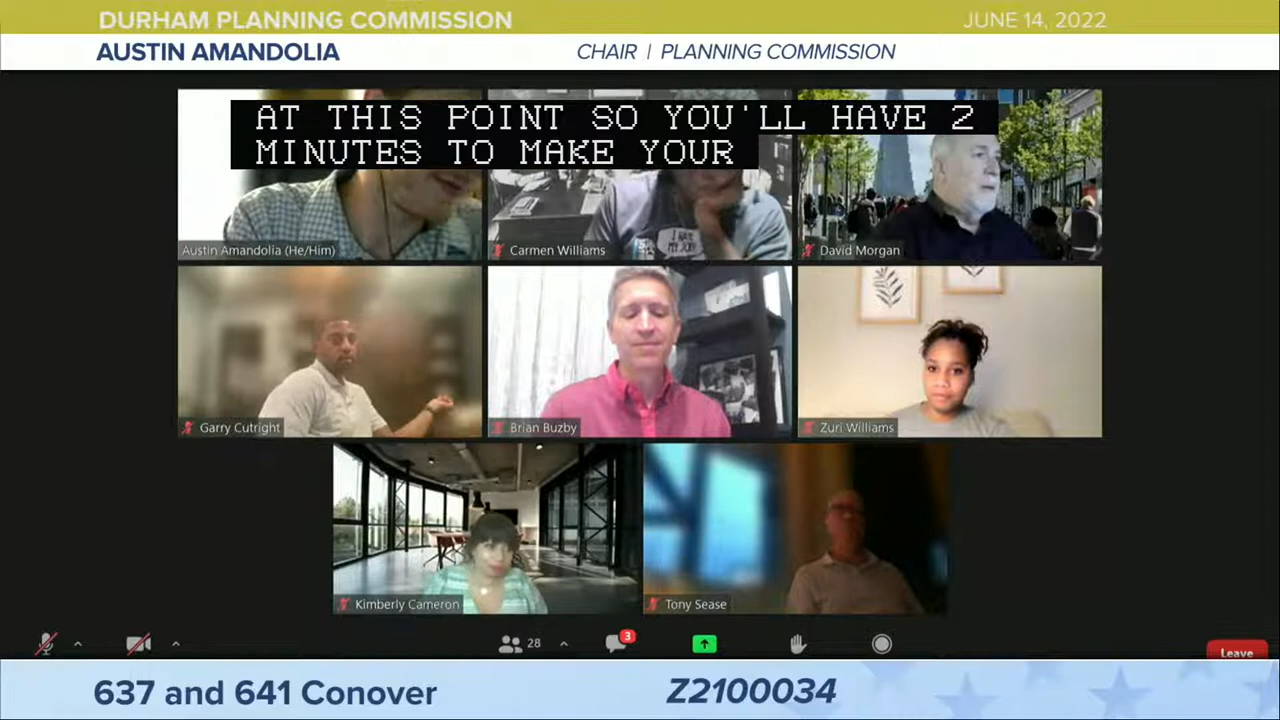 DURHAM PLANNING COMMISSION
JUNE 14, 2022
AUSTIN AMANDOLIA
CHAIR | PLANNING COMMISSION
AT THIS POINT SO YOU'LL HAVE 2
MINUTES TO MAKE YOUR
Austin Amandolia (He/Him)
Carmen Williams
David Morgan
Garry Cutright
Brian Buzby
Zuri Williams
Kimberly Cameron
Tony Sease
28
3
Leave
637 and 641 Conover
Z2100034